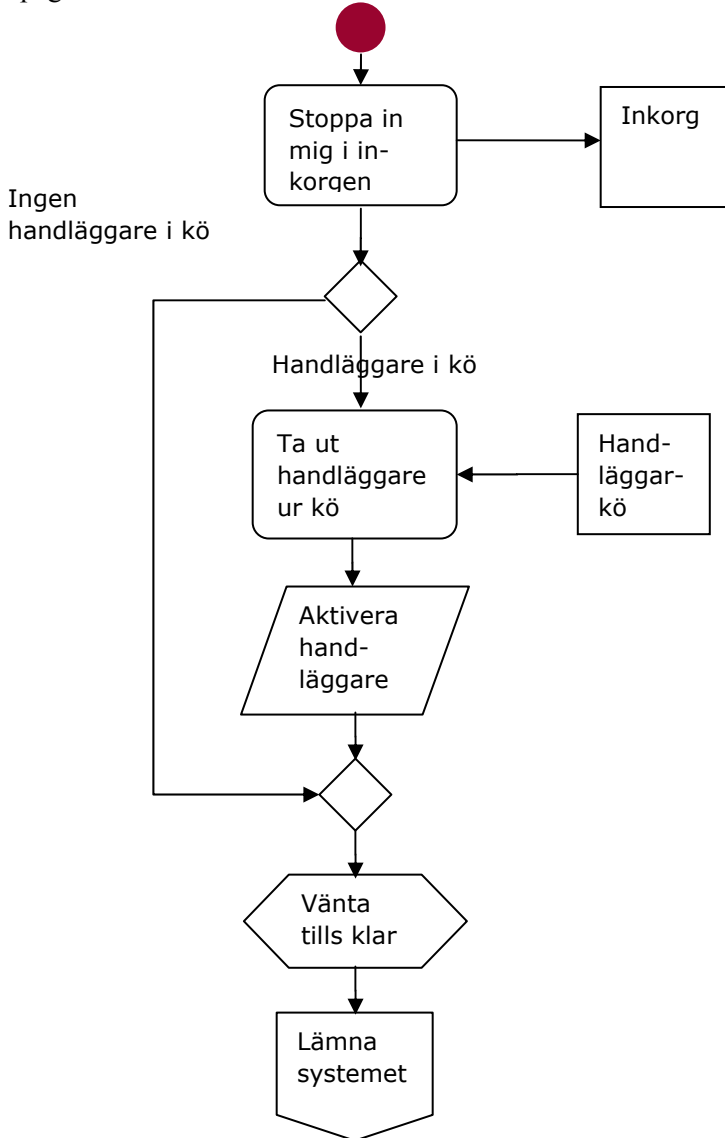 Stoppa in
mig i in-
korgen
Inkorg
Ingen
handläggare i kö
Handläggare i kö
Ta ut
handläggare
ur kö
Hand-
läggar-
kö
Aktivera
hand-
läggare
Vänta
tills klar
Lämna
systemet